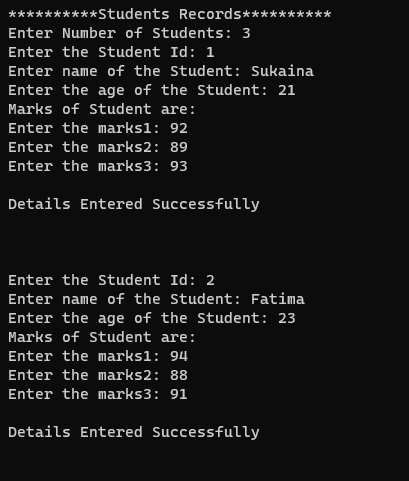 **********Students Records**********
Enter Number of Students: 3
Enter the Student Id: 1
Enter name of the Student: Sukaina
Enter the age of the Student: 21
Marks of Student are:
Enter the marks1: 92
Enter the marks2: 89
Enter the marks3: 93
Details Entered Successfully
Enter the Student Id: 2
Enter name of the Student: Fatima
Enter the age of the Student: 23
Marks of Student are:
Enter the marks1: 94
Enter the marks2: 88
Enter the marks3: 91
Details Entered Successfully